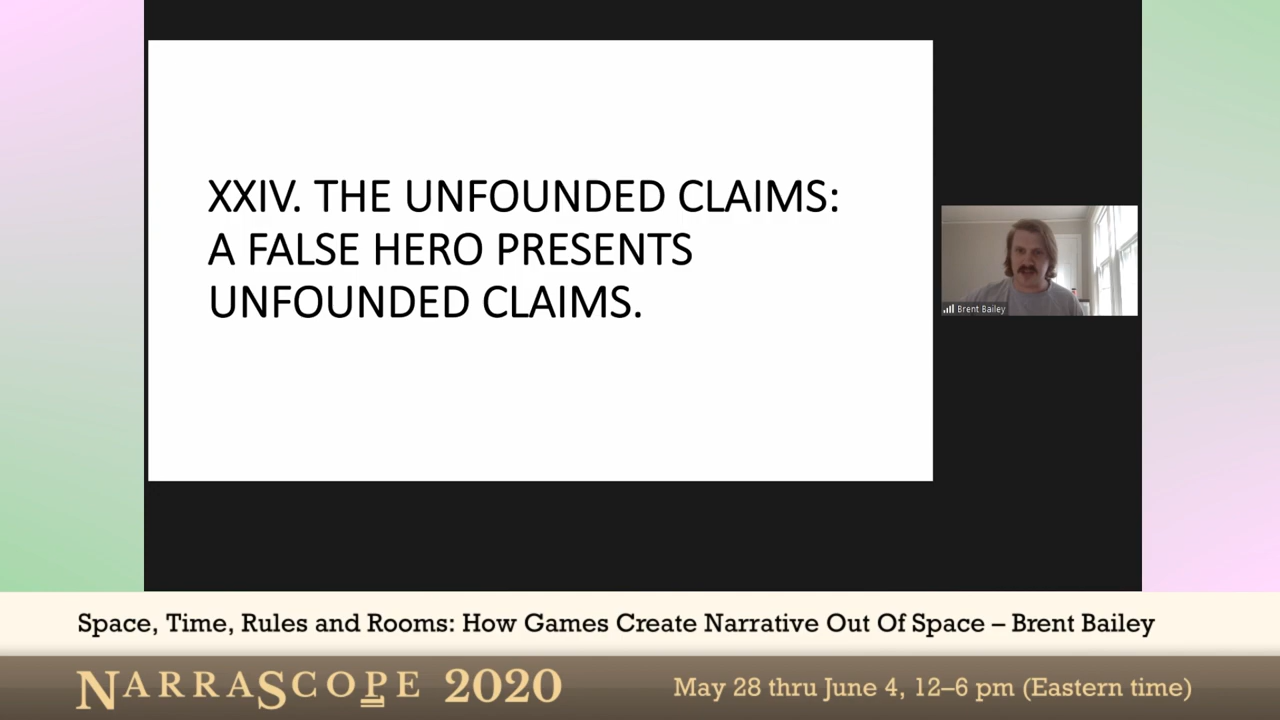 XXIV. THE UNFOUNDED CLAIMS:
A FALSE HERO PRESENTS
UNFOUNDED CLAIMS.
Brent Bailey
Space, Time, Rules and Rooms: How Games Create Narrative Out Of Space – Brent Bailey
NARRASCOPE 2020
May 28 thru June 4, 12–6 pm (Eastern time)